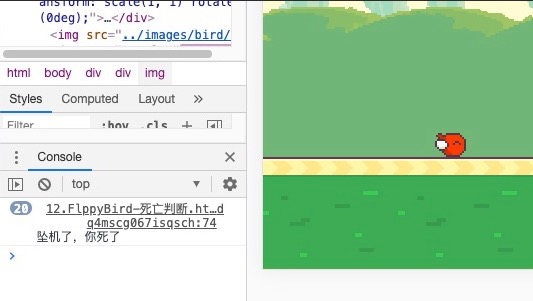 ansform: scale(1, 1) rotate
(0deg);">…</div>
<img src="../images/bird/
html body div div img
Styles Computed Layout »
Filter :hov .cls +
Console
top
20 12.FlppyBird-死亡判断.ht…d
q4mscg067isqsch:74
坠机了，你死了
>